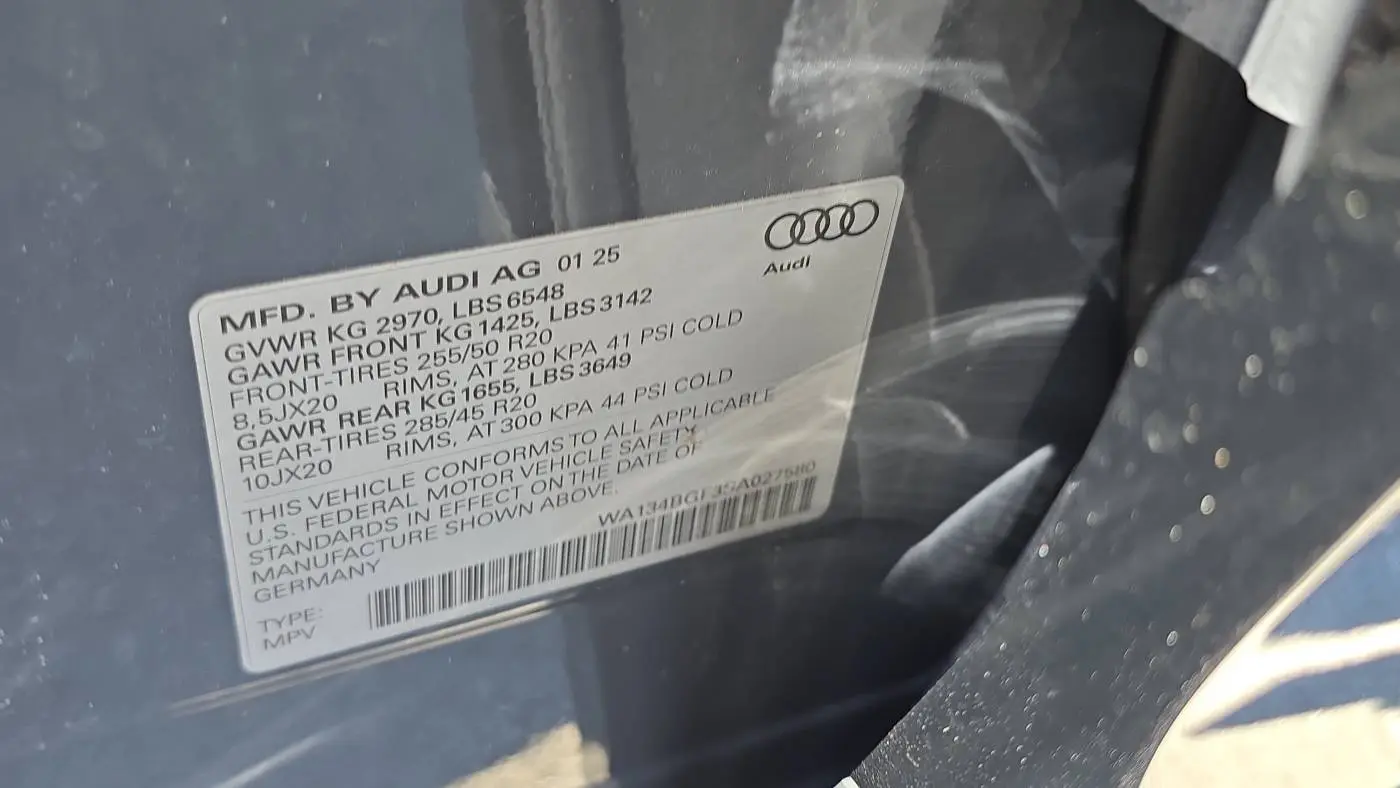 MFD. BY AUDI AG 01 25
GVWR KG 2970, LBS 6548
GAWR FRONT KG 1425, LBS 3142
FRONT-TIRES 255/50 R20
8,5JX20 RIMS, AT 280 KPA 41 PSI COLD
GAWR REAR KG 1655, LBS 3649
REAR-TIRES 285/45 R20
10JX20 RIMS, AT 300 KPA 44 PSI COLD
THIS VEHICLE CONFORMS TO ALL APPLICABLE
U.S. FEDERAL MOTOR VEHICLE SAFETY
STANDARDS IN EFFECT ON THE DATE OF
MANUFACTURE SHOWN ABOVE.
GERMANY
WA134BGF3SA027580
TYPE:
MPV
Audi